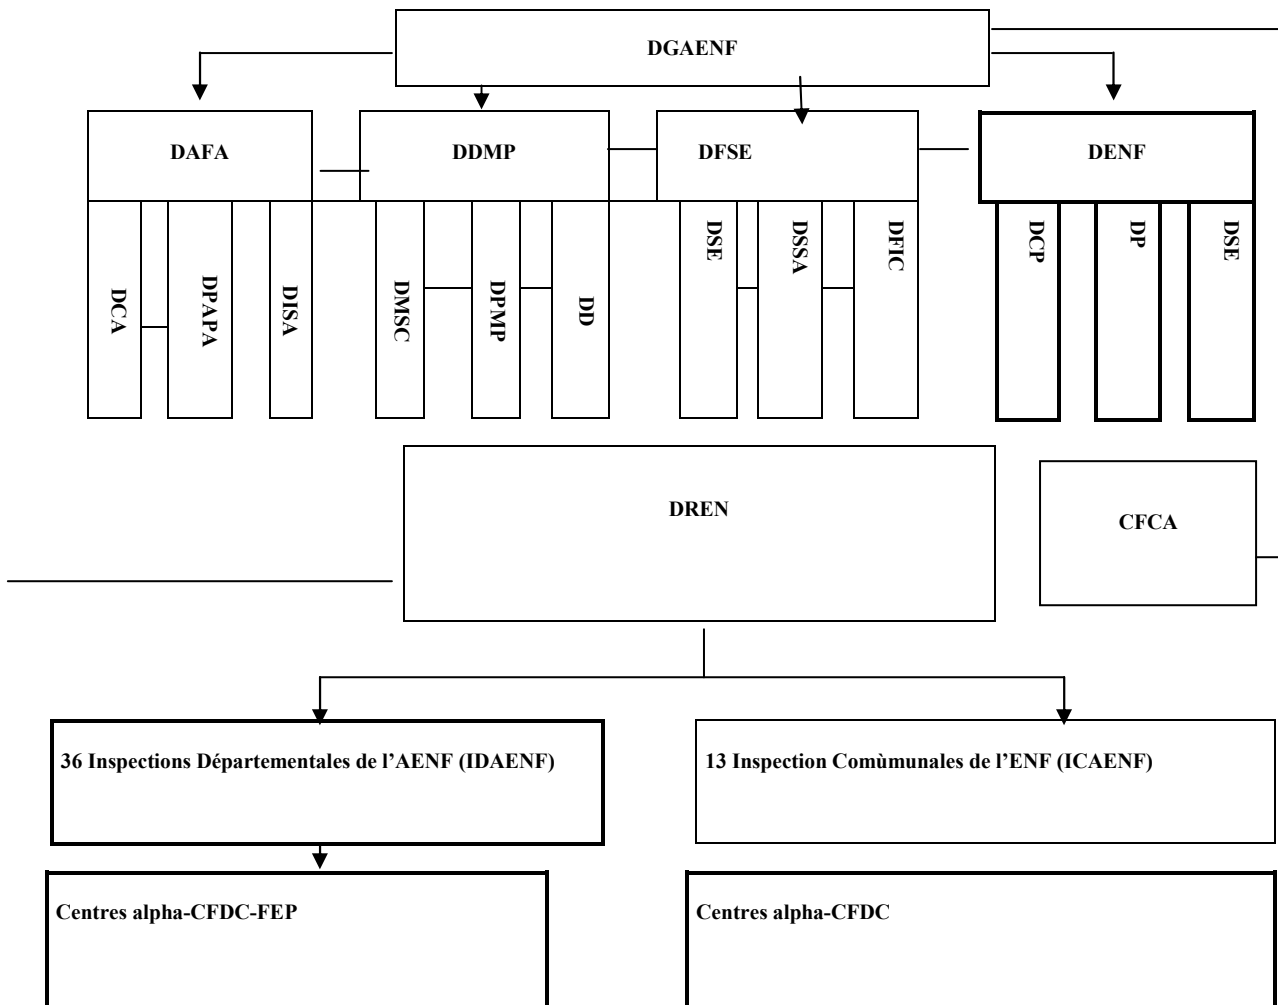 DGAENF
DAFA
DDMP
DFSE
DENF
DCA
DPAPA
DISA
DMSC
DPMP
DD
DSE
DSSA
DFIC
DCP
DP
DSE
DREN
CFCA
36 Inspections Départementales de l’AENF (IDAENF)
13 Inspection Comùmunales de l’ENF (ICAENF)
Centres alpha-CFDC-FEP
Centres alpha-CFDC